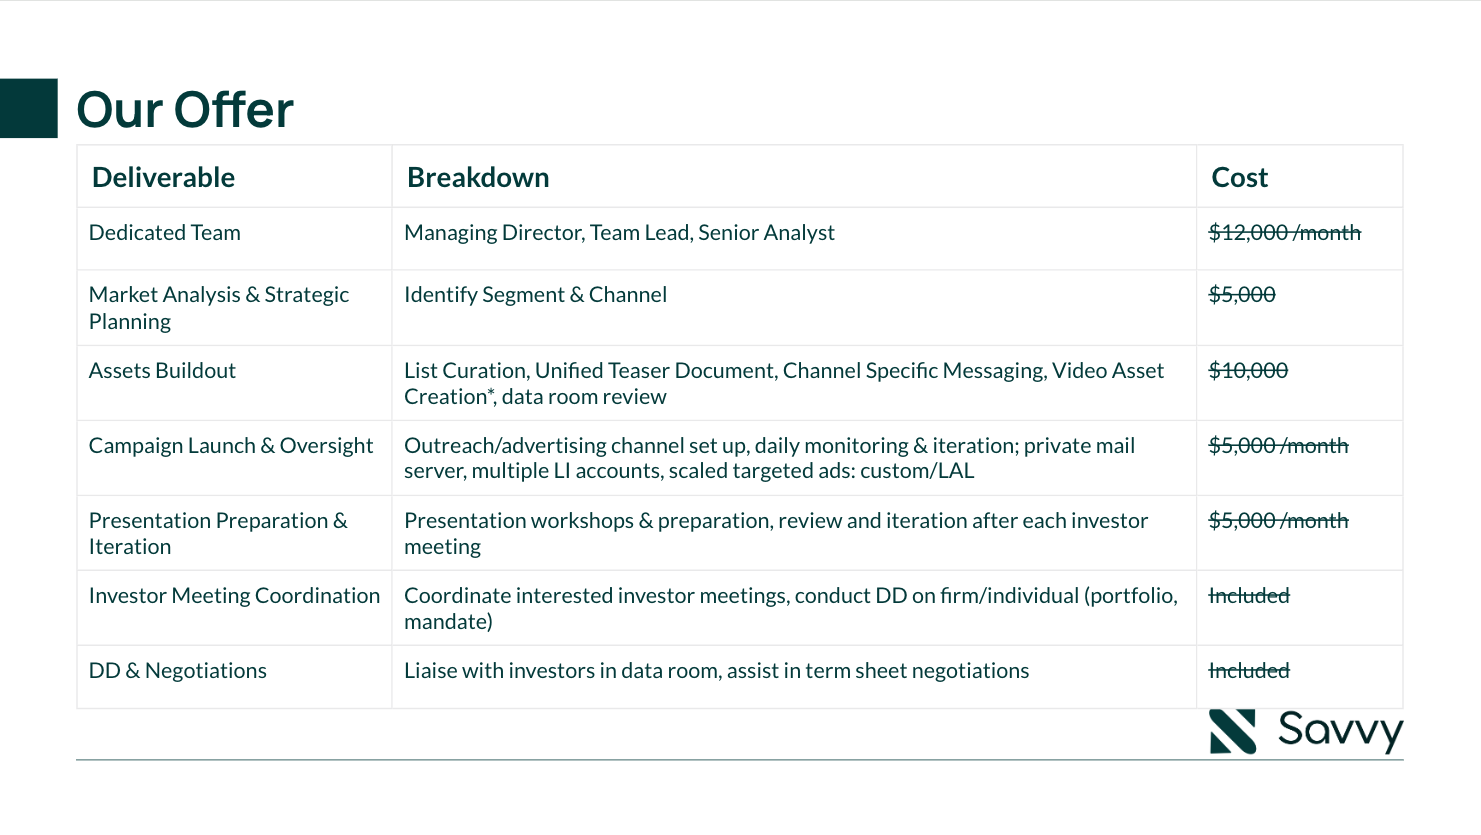 Our Offer
Deliverable
Breakdown
Cost
Dedicated Team
Managing Director, Team Lead, Senior Analyst
$12,000 /month
Market Analysis & Strategic
Planning
Identify Segment & Channel
$5,000
Assets Buildout
List Curation, Unified Teaser Document, Channel Specific Messaging, Video Asset
Creation*, data room review
$10,000
Campaign Launch & Oversight
Outreach/advertising channel set up, daily monitoring & iteration; private mail
server, multiple LI accounts, scaled targeted ads: custom/LAL
$5,000 /month
Presentation Preparation &
Iteration
Presentation workshops & preparation, review and iteration after each investor
meeting
$5,000 /month
Investor Meeting Coordination
Coordinate interested investor meetings, conduct DD on firm/individual (portfolio,
mandate)
Included
DD & Negotiations
Liaise with investors in data room, assist in term sheet negotiations
Included
Savvy